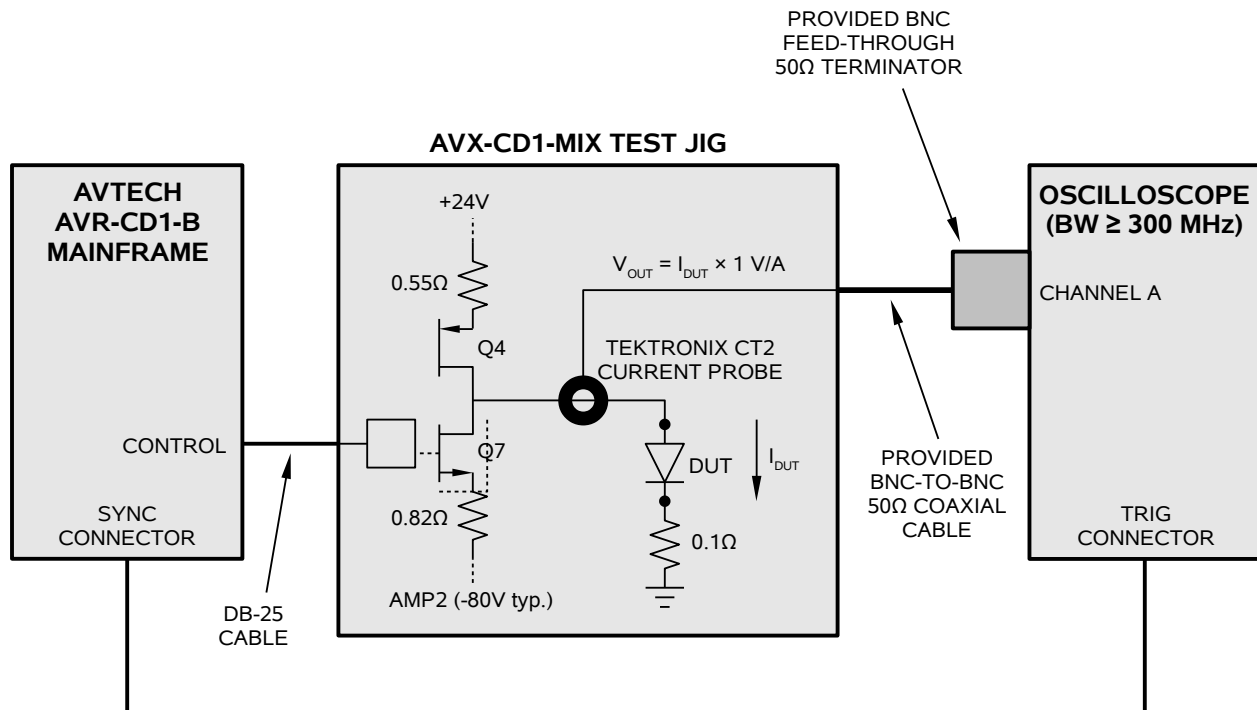 PROVIDED BNC
FEED-THROUGH
50Ω TERMINATOR
AVX-CD1-MIX TEST JIG
AVTECH
AVR-CD1-B
MAINFRAME
CONTROL
SYNC
CONNECTOR
DB-25
CABLE
+24V
0.55Ω
Q4
Q7
0.82Ω
AMP2 (-80V typ.)
V_OUT = I_DUT × 1 V/A
TEKTRONIX CT2
CURRENT PROBE
DUT
I_DUT
0.1Ω
PROVIDED
BNC-TO-BNC
50Ω COAXIAL
CABLE
OSCILLOSCOPE
(BW ≥ 300 MHz)
CHANNEL A
TRIG
CONNECTOR